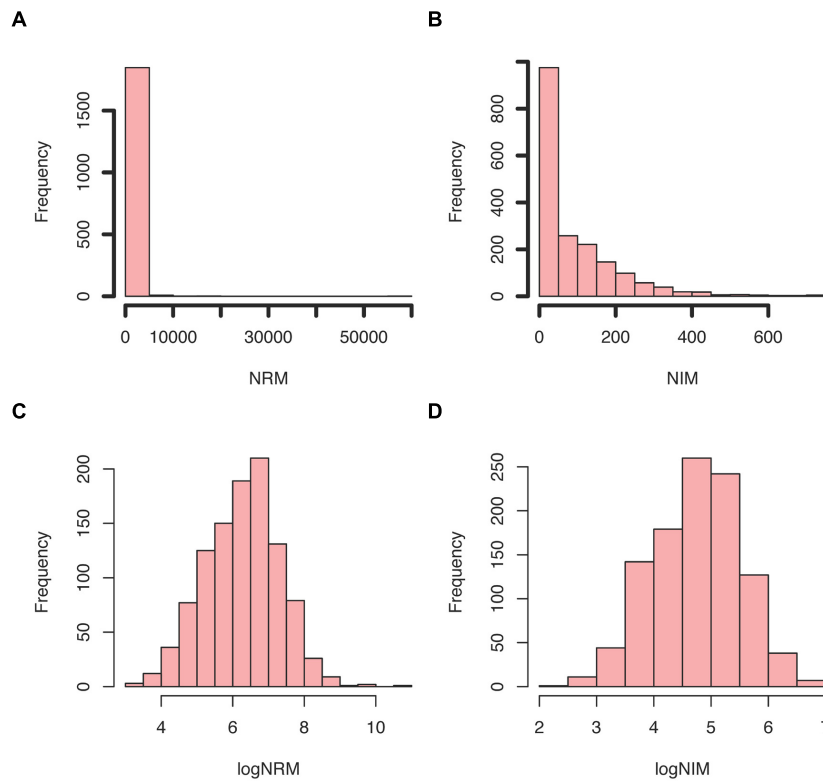 A
B
Frequency
0 500 1000 1500
0 10000 30000 50000
NRM
Frequency
0 200 400 600 800
0 200 400 600
NIM
C
D
Frequency
0 50 100 150 200
4 6 8 10
logNRM
Frequency
0 50 100 150 200 250
2 3 4 5 6
logNIM